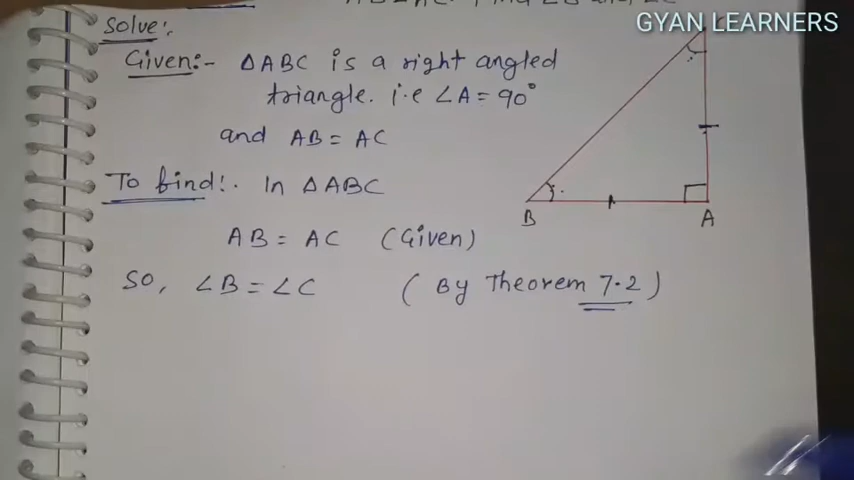 GYAN LEARNERS
Solve:
Given:- ΔABC is a right angled
triangle. i.e ∠A = 90°
and AB = AC
To find:. In ΔABC
AB = AC (Given)
So, ∠B = ∠C (By Theorem 7.2)
B
A